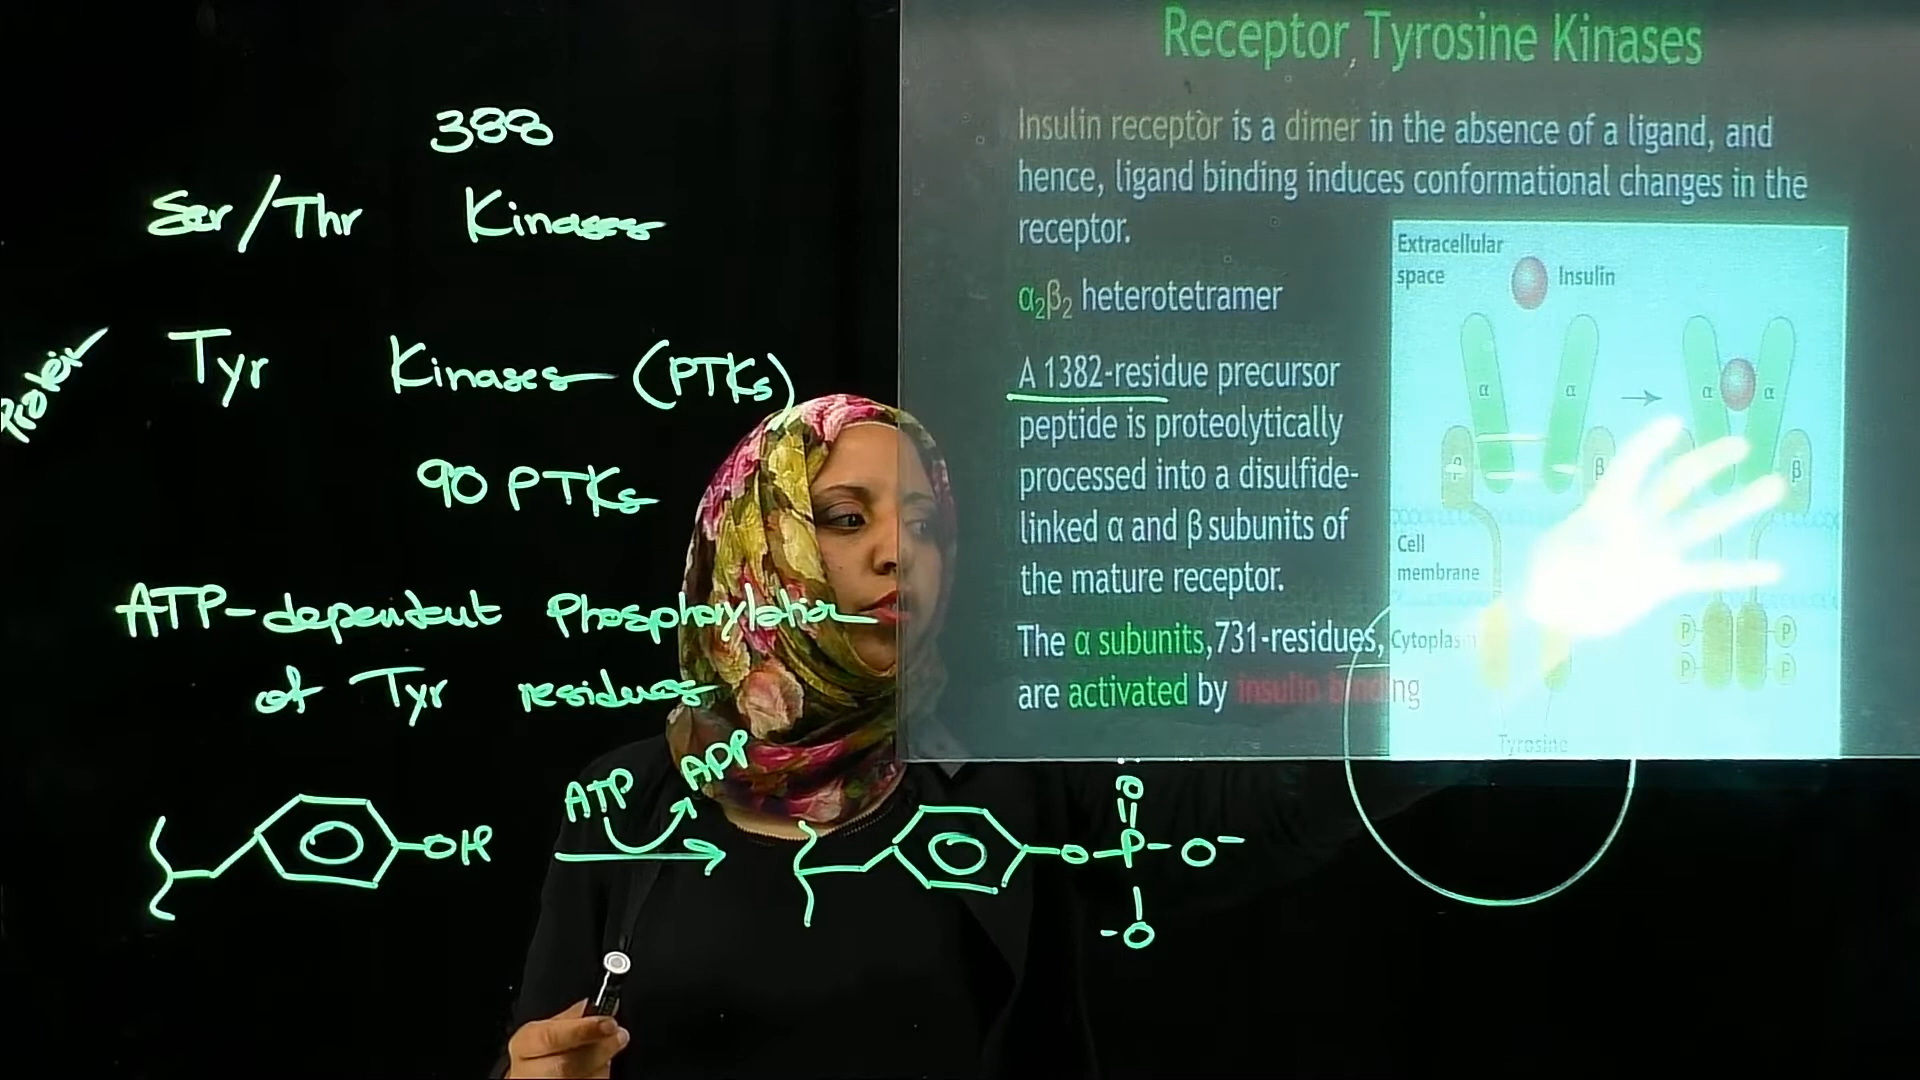 388
Ser/Thr Kinases
Protein Tyr Kinases (PTKs)
90 PTKs
ATP-dependent Phosphorylation
of Tyr residues
ATP ADP
OH
O
O-P-O-
-O
Receptor Tyrosine Kinases
Insulin receptor is a dimer in the absence of a ligand, and
hence, ligand binding induces conformational changes in the
receptor.
α2β2 heterotetramer
A 1382-residue precursor
peptide is proteolytically
processed into a disulfide-
linked α and β subunits of
the mature receptor.
The α subunits, 731-residues,
are activated by insulin binding
Extracellular
space
Insulin
α α α α
β β β
Cell
membrane
Cytoplasm
P P
P P
Tyrosine